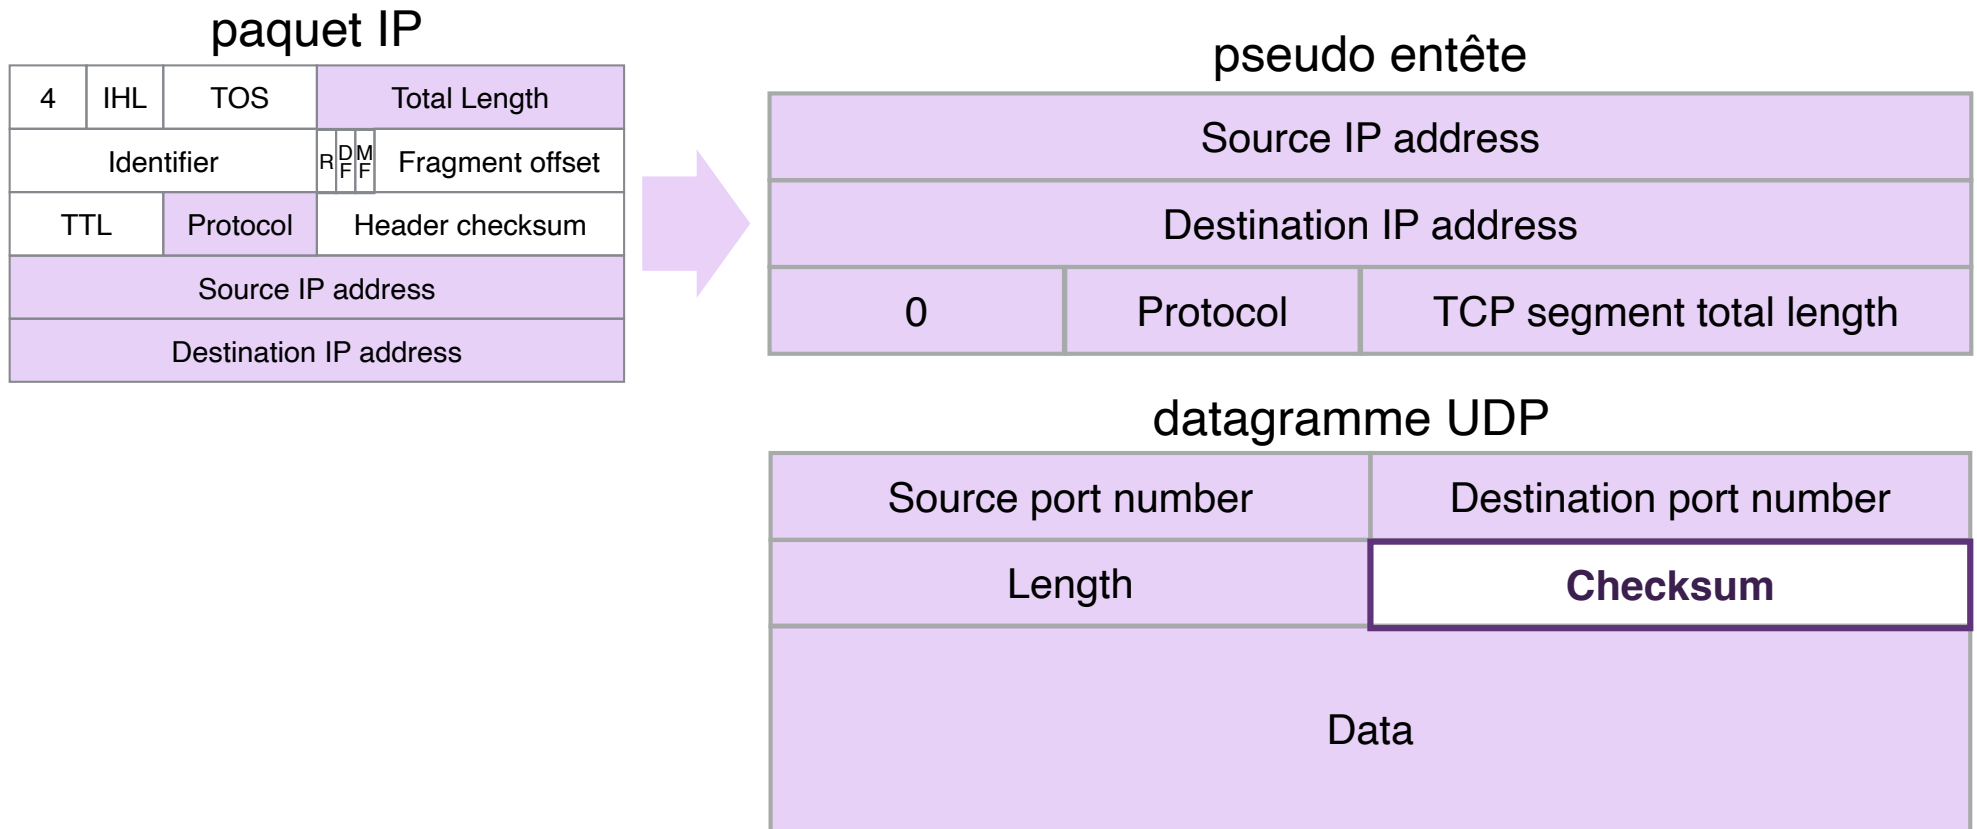 paquet IP
4 IHL TOS Total Length
Identifier R DF MF Fragment offset
TTL Protocol Header checksum
Source IP address
Destination IP address
pseudo entête
Source IP address
Destination IP address
0 Protocol TCP segment total length
datagramme UDP
Source port number Destination port number
Length Checksum
Data